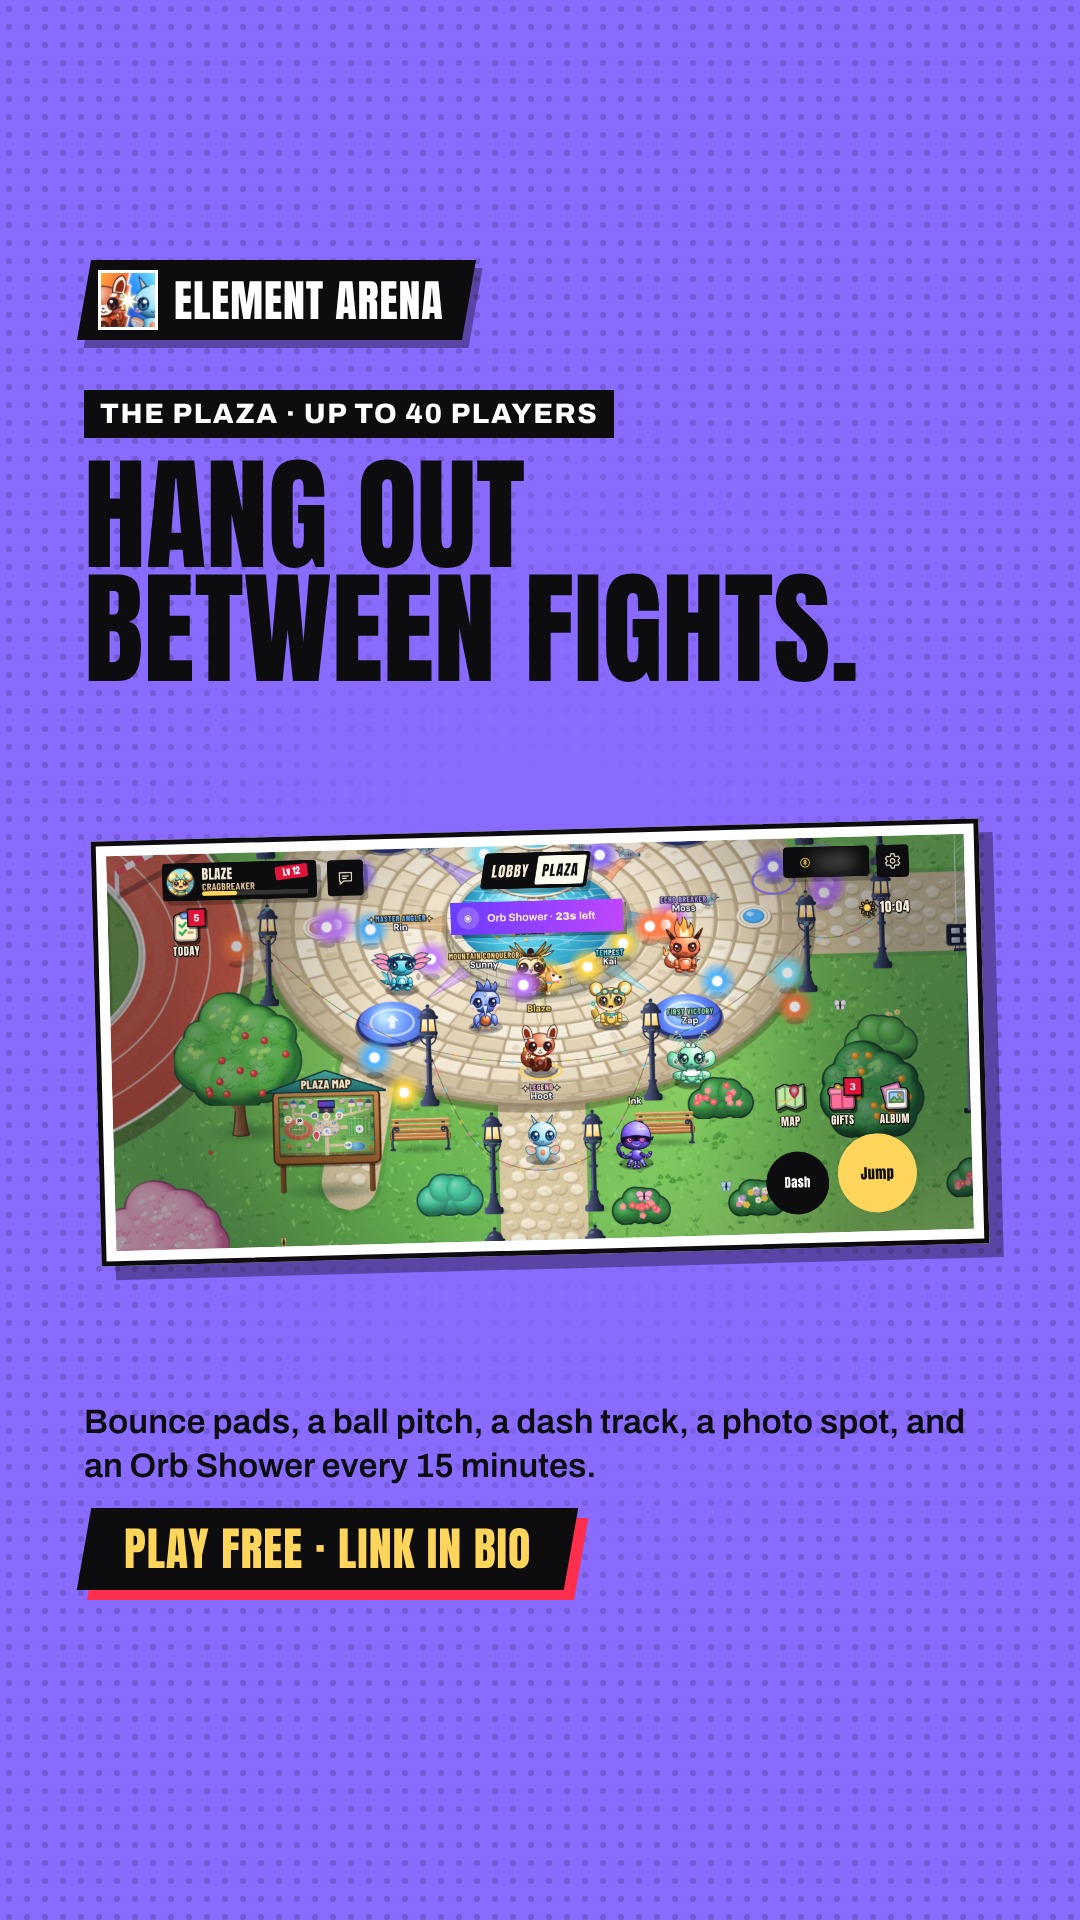 ELEMENT ARENA
THE PLAZA · UP TO 40 PLAYERS
HANG OUT
BETWEEN FIGHTS.
BLAZE
Lv 12
CRAGBREAKER
LOBBY PLAZA
Orb Shower · 23s left
5
TODAY
10:04
MASTER ANGLER
Rin
ECHO BREAKER
Moss
MOUNTAIN CONQUEROR
Sunny
TEMPEST
Kai
Blaze
FIRST VICTORY
Zap
LEGEND
Hoot
Ink
PLAZA MAP
MAP
3
GIFTS
ALBUM
Dash
Jump
Bounce pads, a ball pitch, a dash track, a photo spot, and
an Orb Shower every 15 minutes.
PLAY FREE · LINK IN BIO